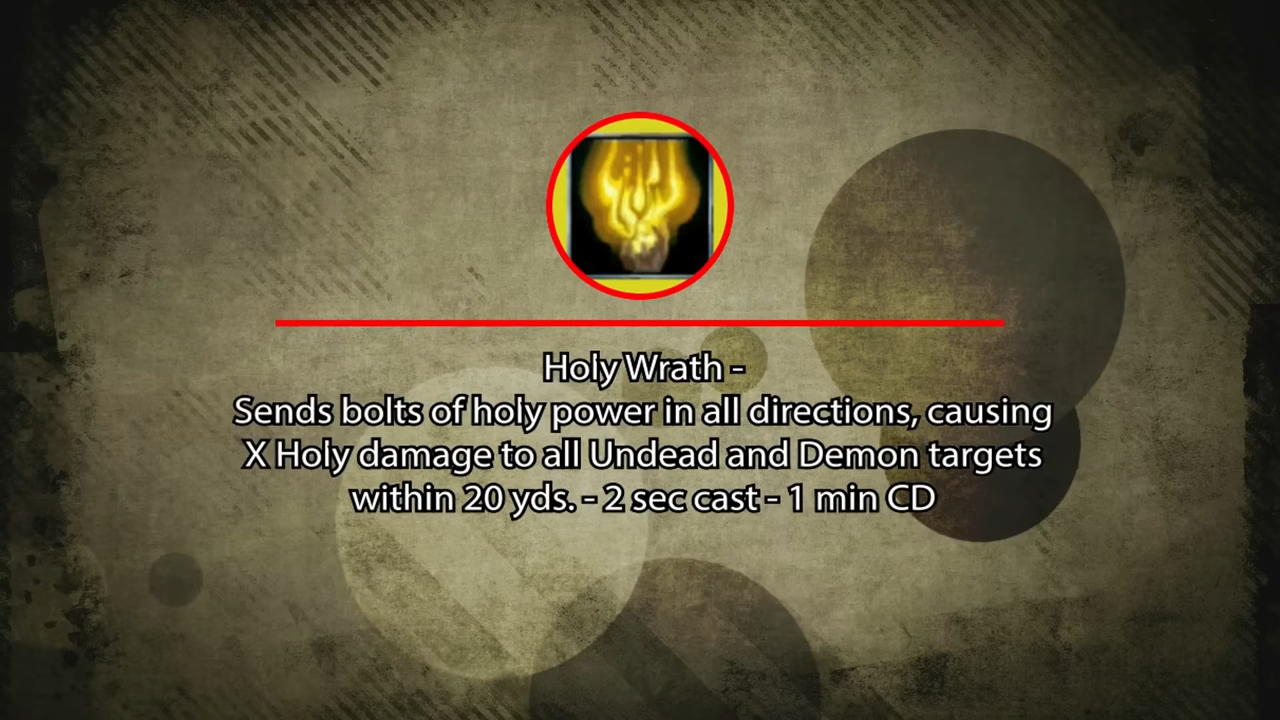 Holy Wrath -
Sends bolts of holy power in all directions, causing
X Holy damage to all Undead and Demon targets
within 20 yds. - 2 sec cast - 1 min CD